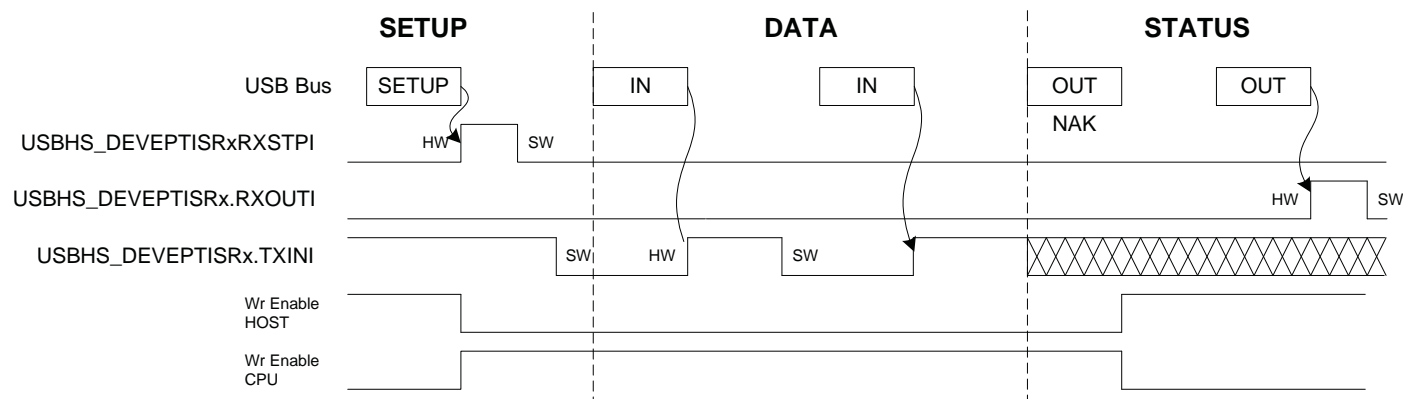 SETUP DATA STATUS
USB Bus SETUP IN IN OUT OUT
NAK
USBHS_DEVEPTISRxRXSTPI HW SW
USBHS_DEVEPTISRx.RXOUTI HW SW
USBHS_DEVEPTISRx.TXINI SW HW SW
Wr Enable
HOST
Wr Enable
CPU